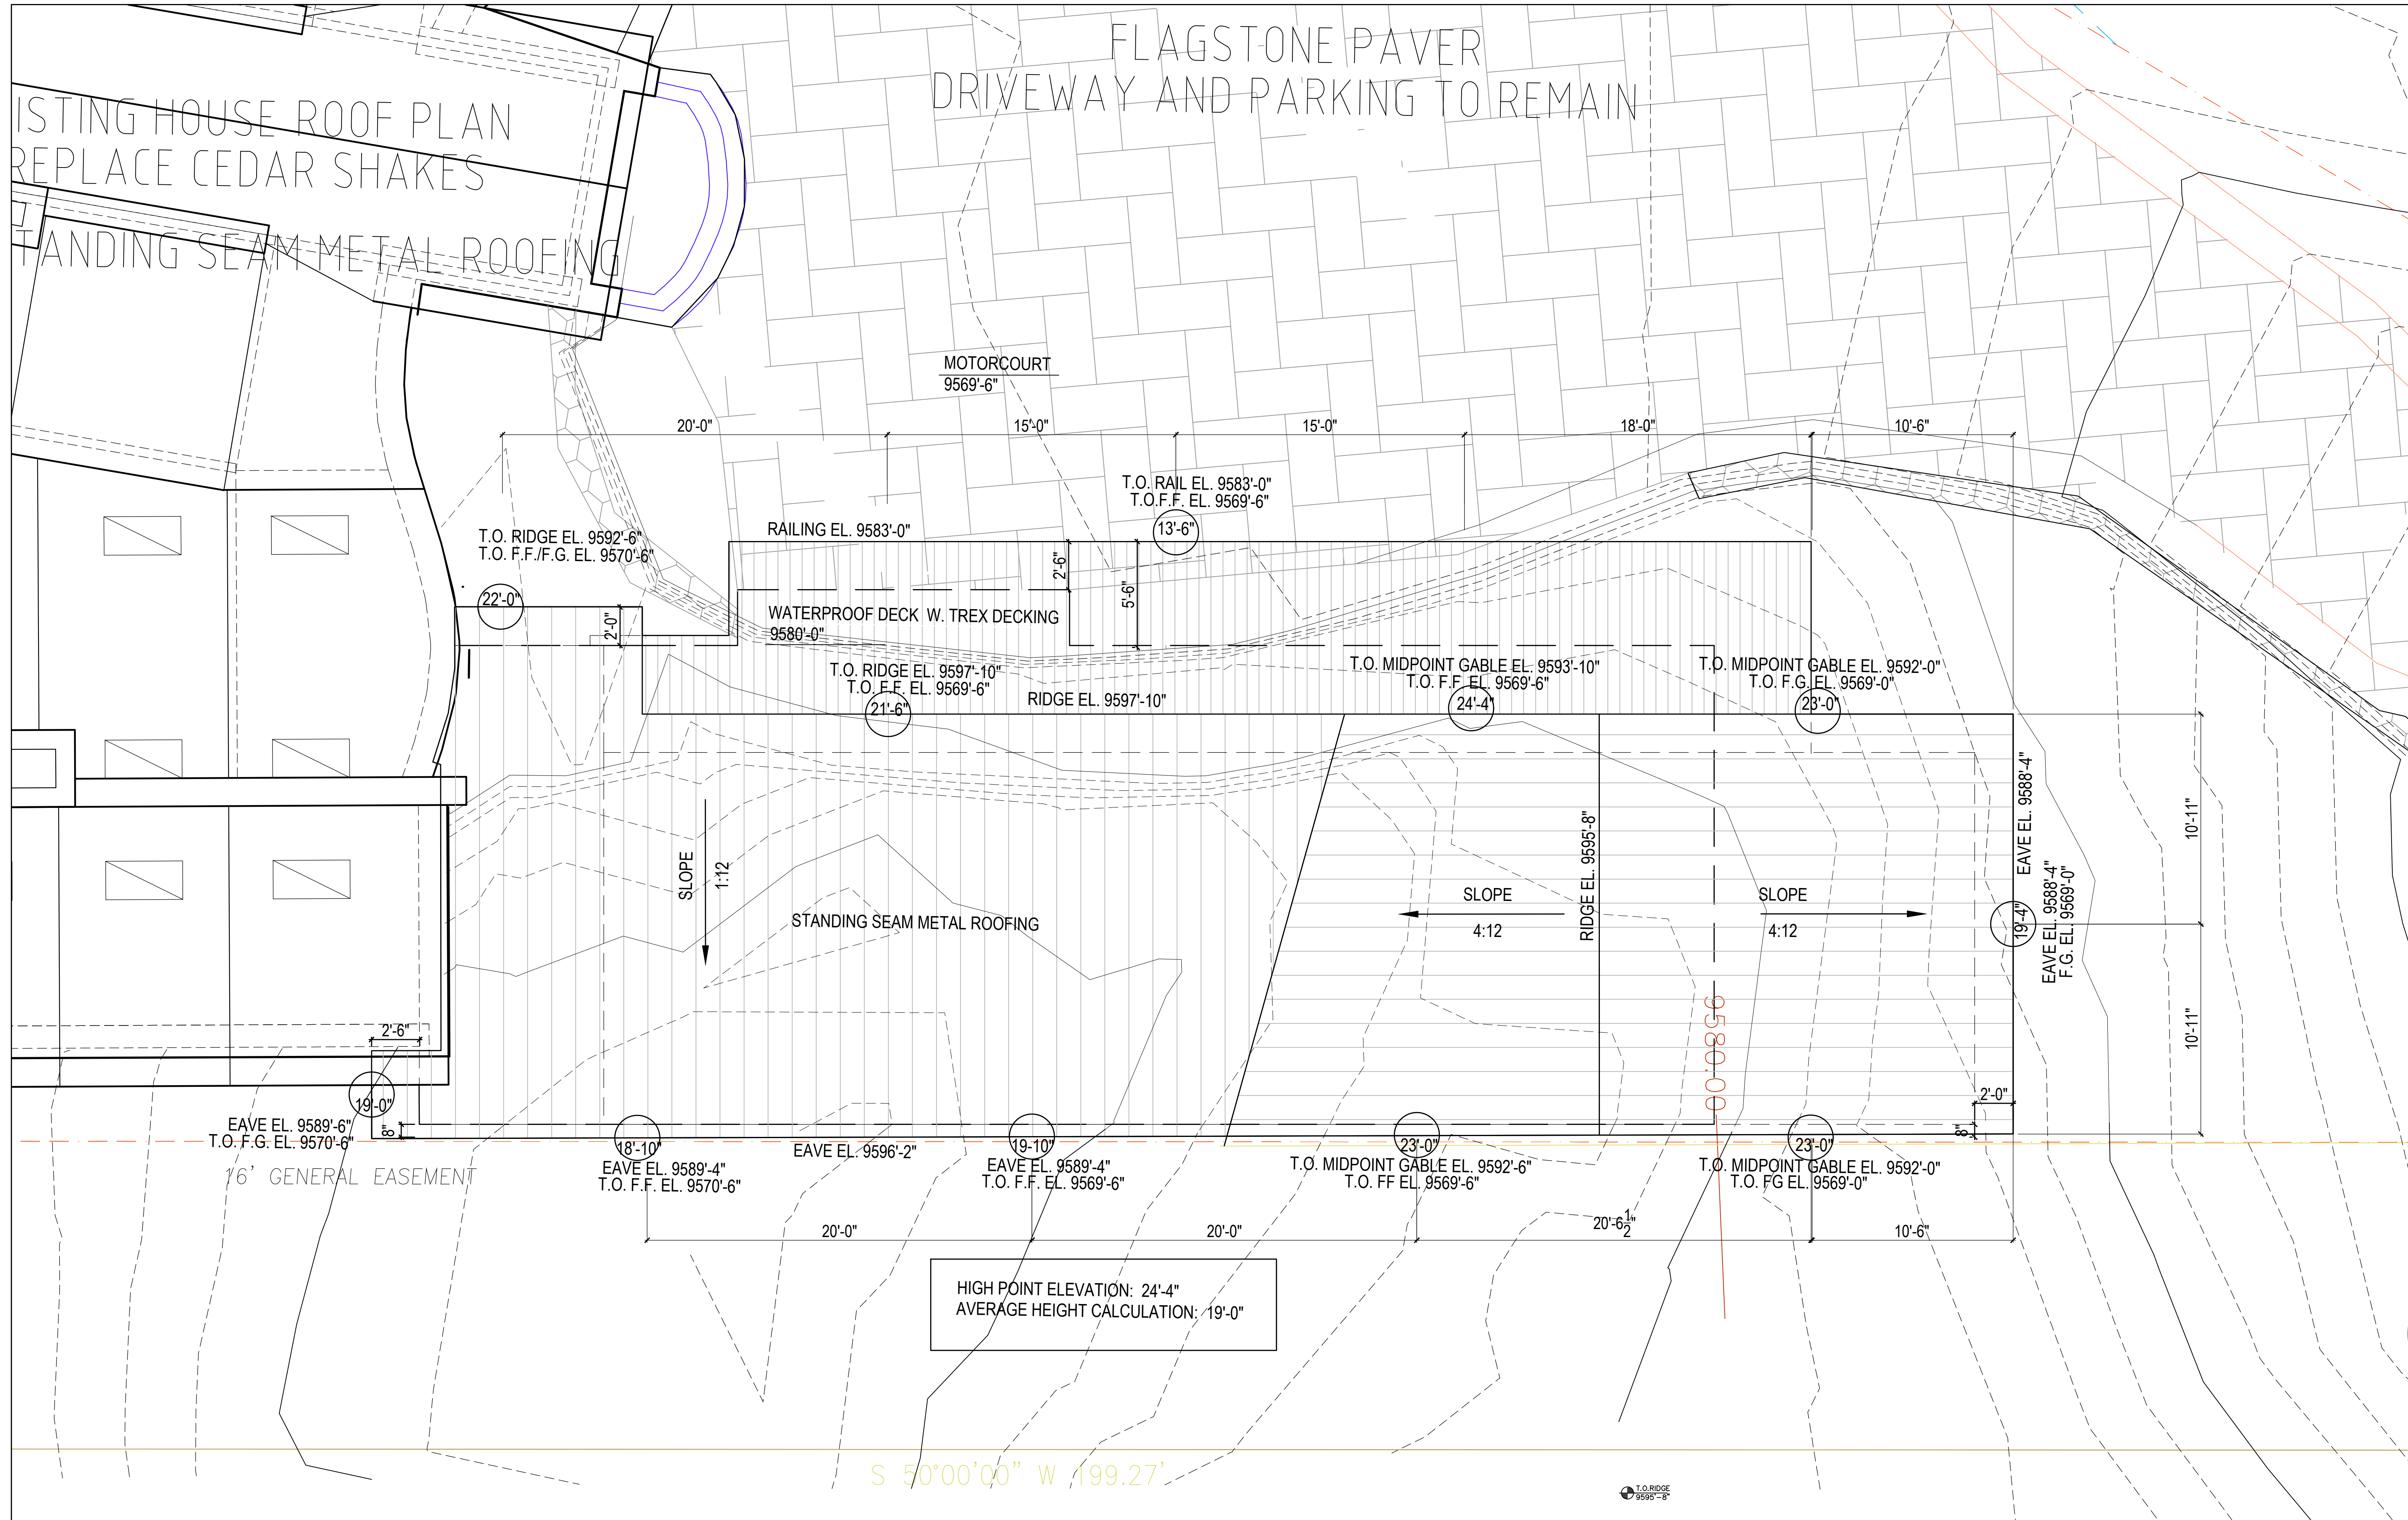 FLAGSTONE PAVER
DRIVEWAY AND PARKING TO REMAIN
ISTING HOUSE ROOF PLAN
REPLACE CEDAR SHAKES
TANDING SEAM METAL ROOFING
MOTORCOURT
9569'-6"
20'-0"
15'-0"
15'-0"
18'-0"
10'-6"
T.O. RAIL EL. 9583'-0"
T.O.F.F. EL. 9569'-6"
13'-6"
RAILING EL. 9583'-0"
T.O. RIDGE EL. 9592'-6"
T.O. F.F./F.G. EL. 9570'-6"
22'-0"
2'-0"
2'-6"
5'-6"
WATERPROOF DECK W. TREX DECKING
9580'-0"
T.O. RIDGE EL. 9597'-10"
T.O. F.F. EL. 9569'-6"
21'-6"
RIDGE EL. 9597'-10"
T.O. MIDPOINT GABLE EL. 9593'-10"
T.O. F.F. EL. 9569'-6"
24'-4"
T.O. MIDPOINT GABLE EL. 9592'-0"
T.O. F.G. EL. 9569'-0"
23'-0"
SLOPE
1:12
STANDING SEAM METAL ROOFING
SLOPE
4:12
RIDGE EL. 9595'-8"
SLOPE
4:12
EAVE EL. 9588'-4"
19'-4"
EAVE EL. 9588'-4"
F.G. EL. 9569'-0"
10'-11"
10'-11"
9580.00
2'-0"
8"
2'-6"
19'-0"
8"
EAVE EL. 9589'-6"
T.O. F.G. EL. 9570'-6"
16' GENERAL EASEMENT
18'-10"
EAVE EL. 9589'-4"
T.O. F.F. EL. 9570'-6"
EAVE EL. 9596'-2"
19-10"
EAVE EL. 9589'-4"
T.O. F.F. EL. 9569'-6"
23'-0"
T.O. MIDPOINT GABLE EL. 9592'-6"
T.O. FF EL. 9569'-6"
23'-0"
T.O. MIDPOINT GABLE EL. 9592'-0"
T.O. FG EL. 9569'-0"
20'-0"
20'-0"
20'-6 1/2"
10'-6"
HIGH POINT ELEVATION: 24'-4"
AVERAGE HEIGHT CALCULATION: 19'-0"
S 50°00'00" W 199.27'
T.O.RIDGE
9595'-8"